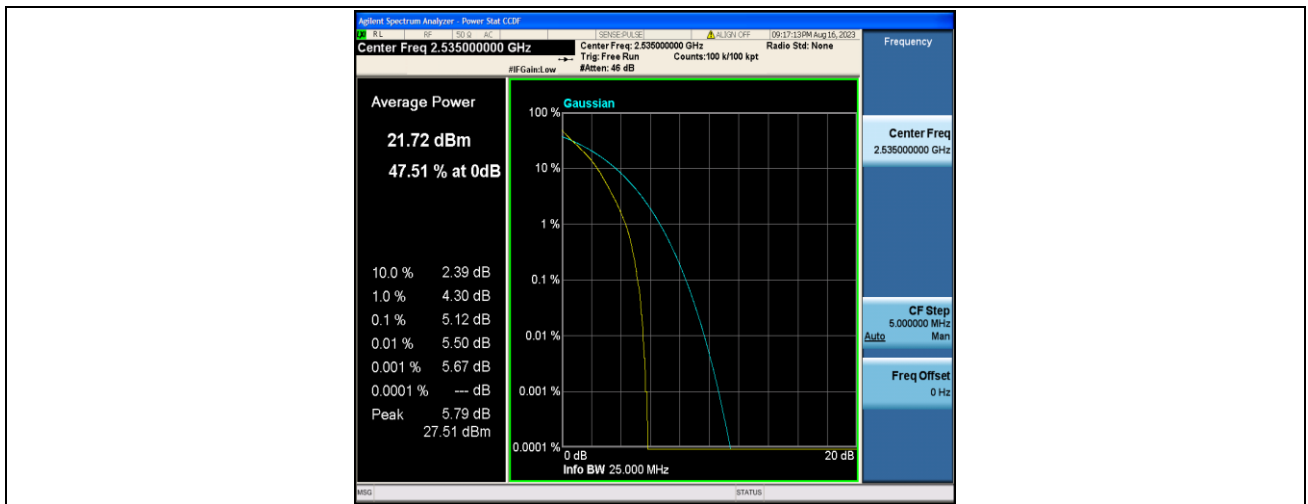 Agilent Spectrum Analyzer - Power Stat CCDF
RL RF 50 Ω AC SENSE:PULSE ALIGN OFF 09:17:13PM Aug 16, 2023
Center Freq 2.535000000 GHz
Center Freq: 2.535000000 GHz Radio Std: None
Trig: Free Run Counts:100 k/100 kpt
#IFGain:Low #Atten: 46 dB
Frequency
Average Power
21.72 dBm
47.51 % at 0dB
10.0 % 2.39 dB
1.0 % 4.30 dB
0.1 % 5.12 dB
0.01 % 5.50 dB
0.001 % 5.67 dB
0.0001 % --- dB
Peak 5.79 dB
27.51 dBm
Gaussian
100 %
10 %
1 %
0.1 %
0.01 %
0.001 %
0.0001 %
0 dB 20 dB
Info BW 25.000 MHz
Center Freq
2.535000000 GHz
CF Step
5.000000 MHz
Auto Man
Freq Offset
0 Hz
MSG STATUS